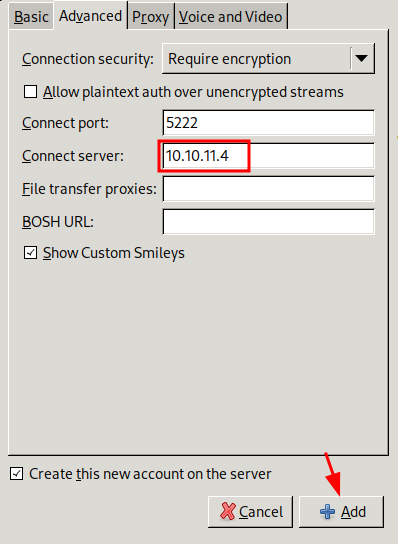 Basic Advanced Proxy Voice and Video
Connection security: Require encryption
Allow plaintext auth over unencrypted streams
Connect port: 5222
Connect server: 10.10.11.4
File transfer proxies:
BOSH URL:
Show Custom Smileys
Create this new account on the server
Cancel Add